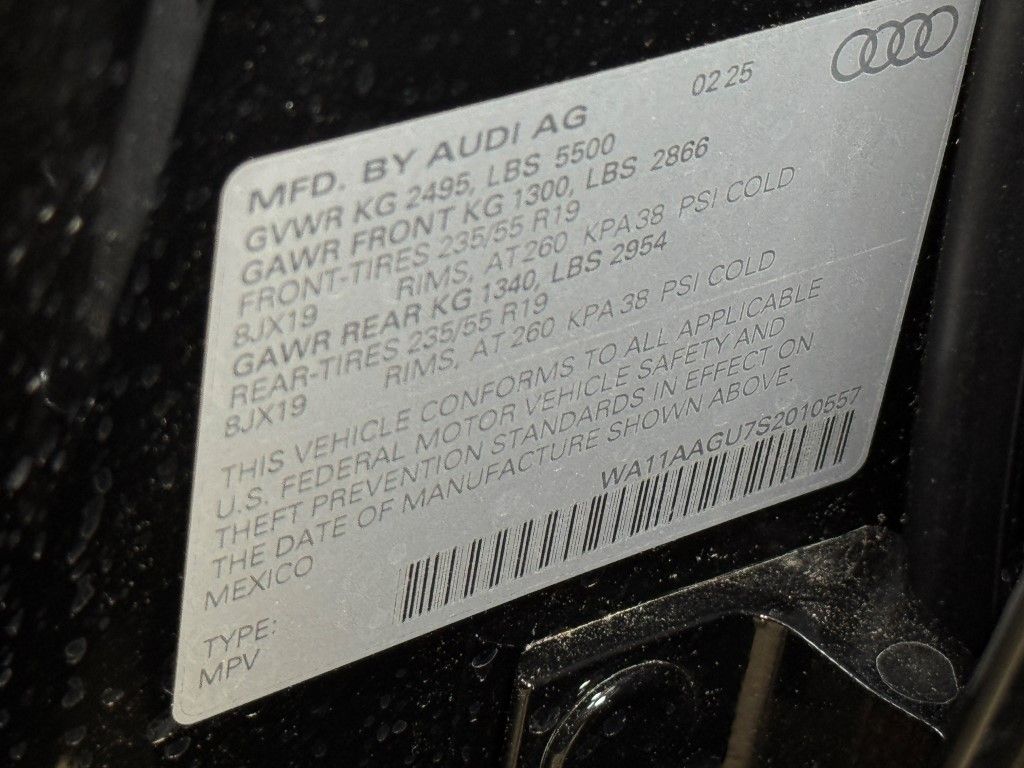 02 25
MFD. BY AUDI AG
GVWR KG 2495, LBS 5500
GAWR FRONT KG 1300, LBS 2866
FRONT-TIRES 235/55 R19
8JX19 RIMS, AT 260 KPA 38 PSI COLD
GAWR REAR KG 1340, LBS 2954
REAR-TIRES 235/55 R19
8JX19 RIMS, AT 260 KPA 38 PSI COLD
THIS VEHICLE CONFORMS TO ALL APPLICABLE
U.S. FEDERAL MOTOR VEHICLE SAFETY AND
THEFT PREVENTION STANDARDS IN EFFECT ON
THE DATE OF MANUFACTURE SHOWN ABOVE.
MEXICO
WA11AAGU7S2010557
TYPE:
MPV